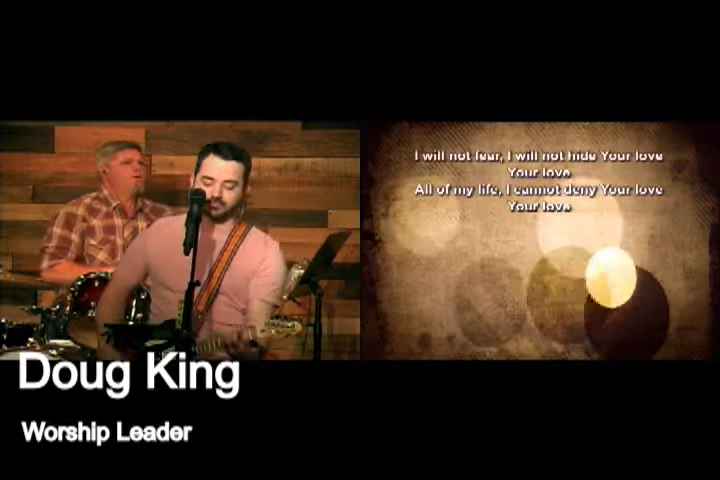 I will not fear, I will not hide Your love
Your love
All of my life, I cannot deny Your love
Your love
Doug King
Worship Leader